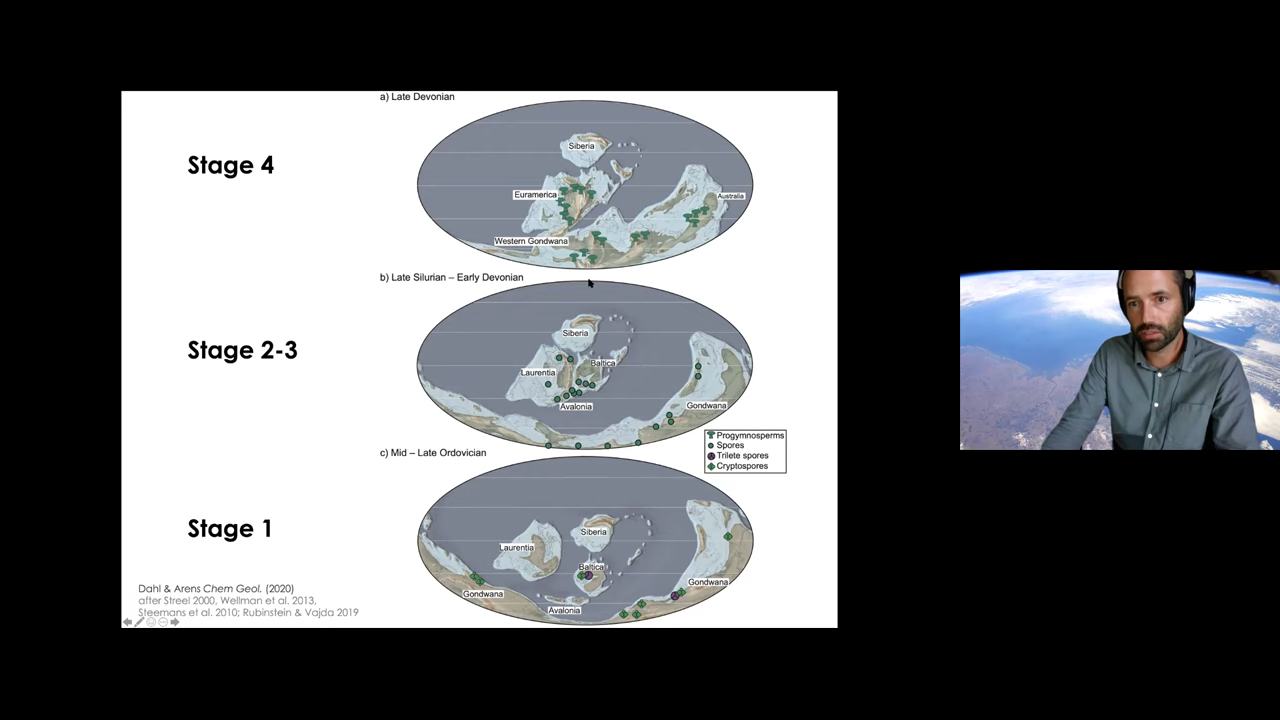 a) Late Devonian
Stage 4
Siberia
Euramerica
Australia
Western Gondwana
b) Late Silurian – Early Devonian
Stage 2-3
Siberia
Baltica
Laurentia
Avalonia
Gondwana
Progymnosperms
Spores
Trilete spores
Cryptospores
c) Mid – Late Ordovician
Stage 1
Siberia
Laurentia
Baltica
Gondwana
Gondwana
Avalonia
Dahl & Arens Chem Geol. (2020)
after Streel 2000, Wellman et al. 2013,
Steemans et al. 2010; Rubinstein & Vajda 2019